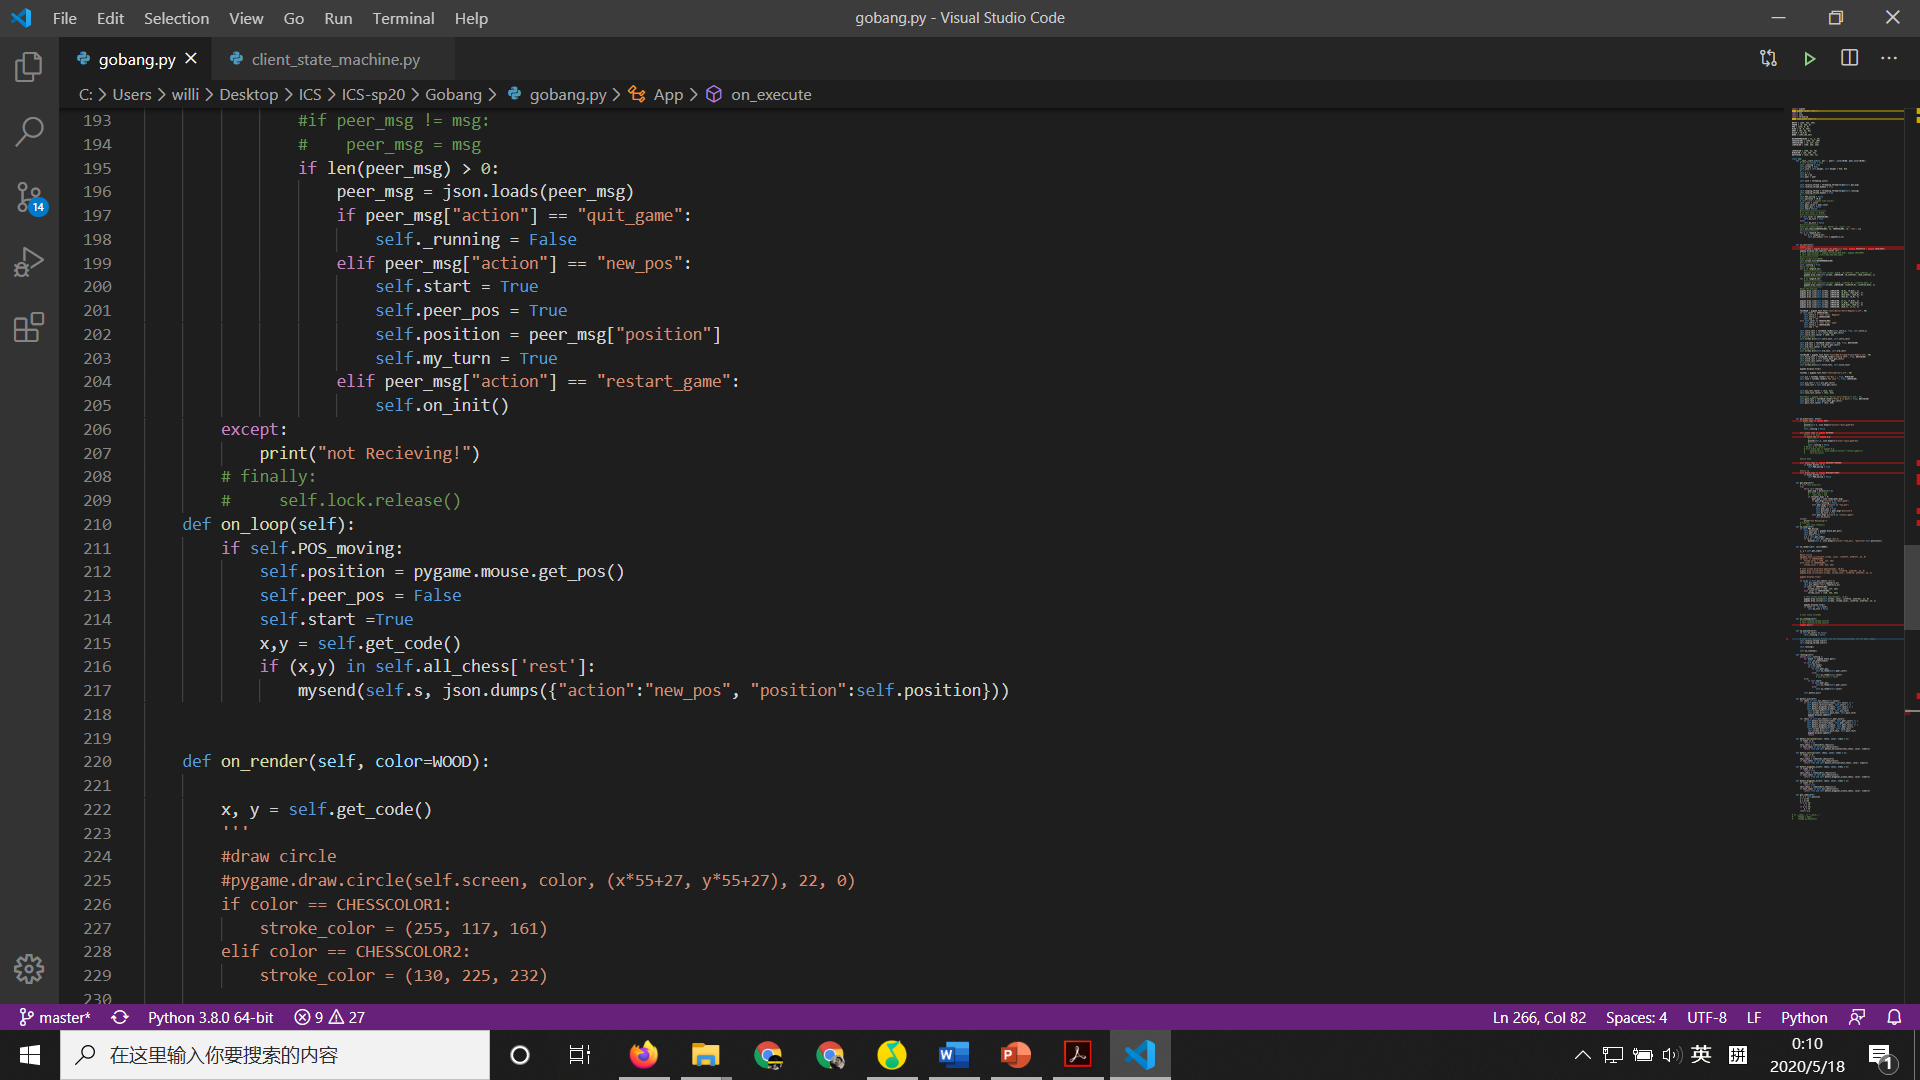 File Edit Selection View Go Run Terminal Help
gobang.py - Visual Studio Code
gobang.py
client_state_machine.py
C: > Users > willi > Desktop > ICS > ICS-sp20 > Gobang > gobang.py > App > on_execute
193 #if peer_msg != msg:
194 #    peer_msg = msg
195 if len(peer_msg) > 0:
196 peer_msg = json.loads(peer_msg)
197 if peer_msg["action"] == "quit_game":
198 self._running = False
199 elif peer_msg["action"] == "new_pos":
200 self.start = True
201 self.peer_pos = True
202 self.position = peer_msg["position"]
203 self.my_turn = True
204 elif peer_msg["action"] == "restart_game":
205 self.on_init()
206 except:
207 print("not Recieving!")
208 # finally:
209 #     self.lock.release()
210 def on_loop(self):
211 if self.POS_moving:
212 self.position = pygame.mouse.get_pos()
213 self.peer_pos = False
214 self.start =True
215 x,y = self.get_code()
216 if (x,y) in self.all_chess['rest']:
217 mysend(self.s, json.dumps({"action":"new_pos", "position":self.position}))
218
219
220 def on_render(self, color=WOOD):
221
222 x, y = self.get_code()
223 '''
224 #draw circle
225 #pygame.draw.circle(self.screen, color, (x*55+27, y*55+27), 22, 0)
226 if color == CHESSCOLOR1:
227 stroke_color = (255, 117, 161)
228 elif color == CHESSCOLOR2:
229 stroke_color = (130, 225, 232)
230
14
master* Python 3.8.0 64-bit 9 27
Ln 266, Col 82 Spaces: 4 UTF-8 LF Python
在这里输入你要搜索的内容
英 拼
0:10
2020/5/18
1